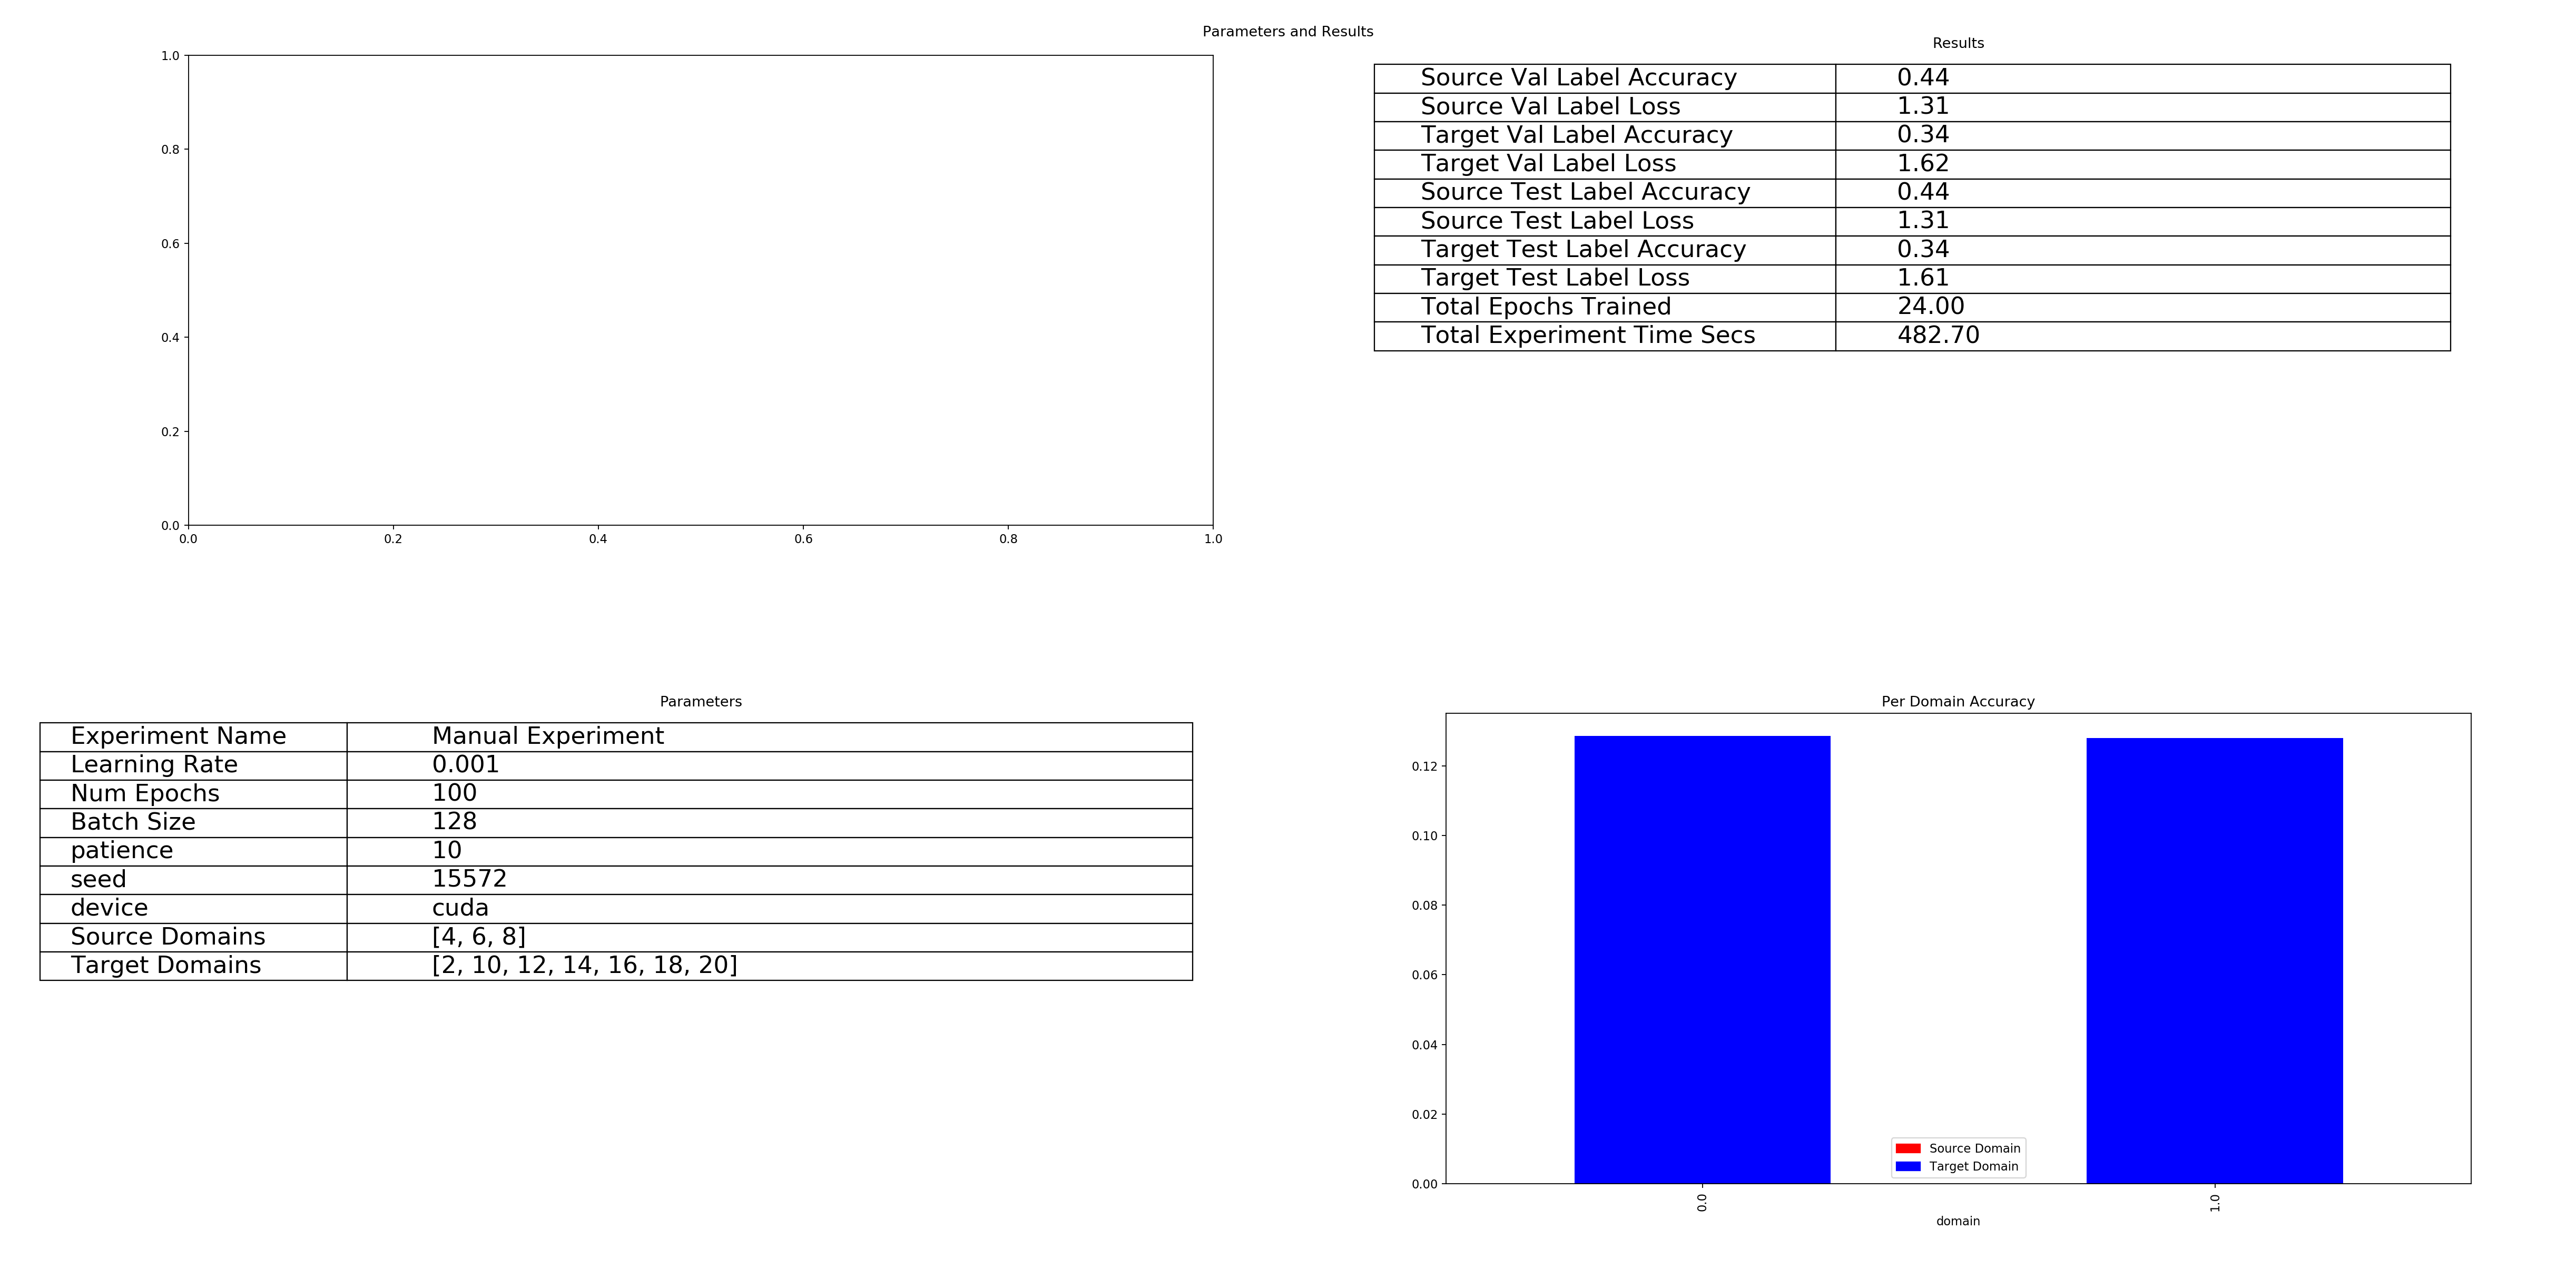 Parameters and Results
1.0
0.8
0.6
0.4
0.2
0.0
0.0 0.2 0.4 0.6 0.8 1.0
Results
Source Val Label Accuracy 0.44
Source Val Label Loss 1.31
Target Val Label Accuracy 0.34
Target Val Label Loss 1.62
Source Test Label Accuracy 0.44
Source Test Label Loss 1.31
Target Test Label Accuracy 0.34
Target Test Label Loss 1.61
Total Epochs Trained 24.00
Total Experiment Time Secs 482.70
Parameters
Experiment Name Manual Experiment
Learning Rate 0.001
Num Epochs 100
Batch Size 128
patience 10
seed 15572
device cuda
Source Domains [4, 6, 8]
Target Domains [2, 10, 12, 14, 16, 18, 20]
Per Domain Accuracy
0.12
0.10
0.08
0.06
0.04
0.02
0.00
Source Domain
Target Domain
0.0 1.0
domain